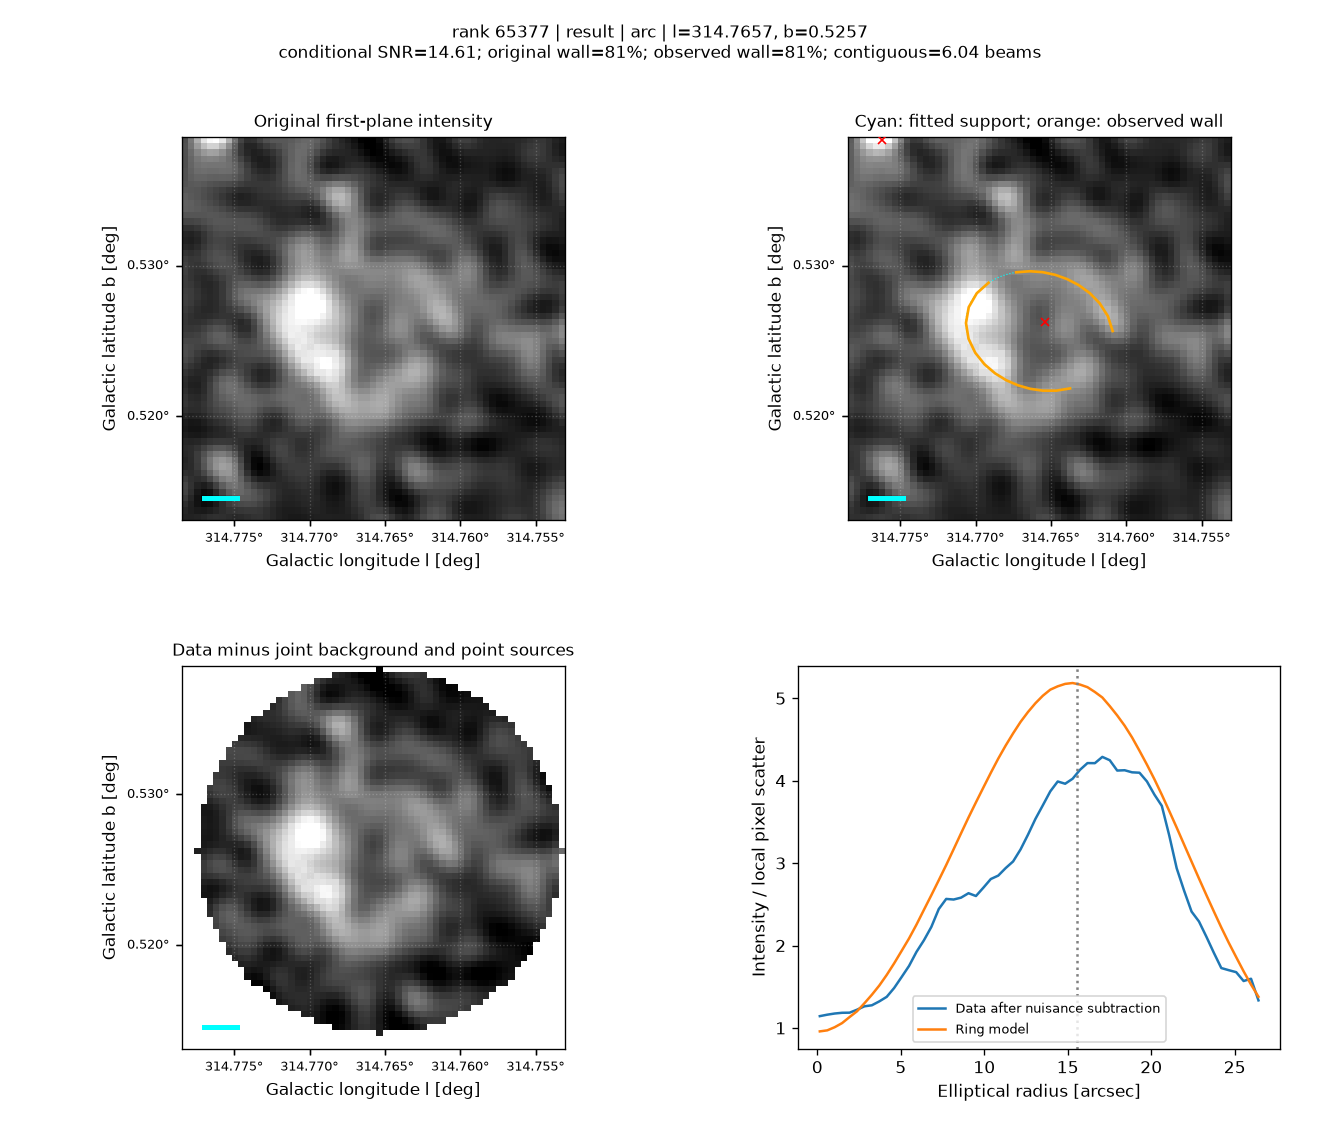 rank 65377 | result | arc | l=314.7657, b=0.5257
conditional SNR=14.61; original wall=81%; observed wall=81%; contiguous=6.04 beams
Original first-plane intensity
Galactic latitude b [deg]
0.530°
0.520°
314.775° 314.770° 314.765° 314.760° 314.755°
Galactic longitude l [deg]
Cyan: fitted support; orange: observed wall
Galactic latitude b [deg]
0.530°
0.520°
314.775° 314.770° 314.765° 314.760° 314.755°
Galactic longitude l [deg]
Data minus joint background and point sources
Galactic latitude b [deg]
0.530°
0.520°
314.775° 314.770° 314.765° 314.760° 314.755°
Galactic longitude l [deg]
Intensity / local pixel scatter
5
4
3
2
1
Data after nuisance subtraction
Ring model
0 5 10 15 20 25
Elliptical radius [arcsec]